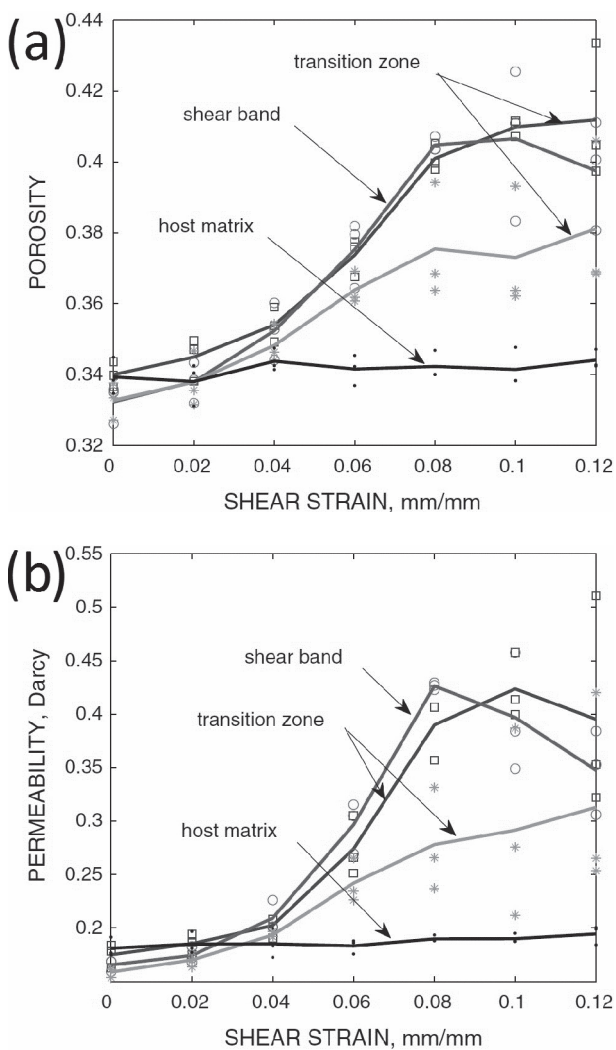 (a)
0.44
0.42
0.4
0.38
0.36
0.34
0.32
POROSITY
transition zone
shear band
host matrix
0 0.02 0.04 0.06 0.08 0.1 0.12
SHEAR STRAIN, mm/mm
(b)
0.55
0.5
0.45
0.4
0.35
0.3
0.25
0.2
PERMEABILITY, Darcy
shear band
transition zone
host matrix
0 0.02 0.04 0.06 0.08 0.1 0.12
SHEAR STRAIN, mm/mm